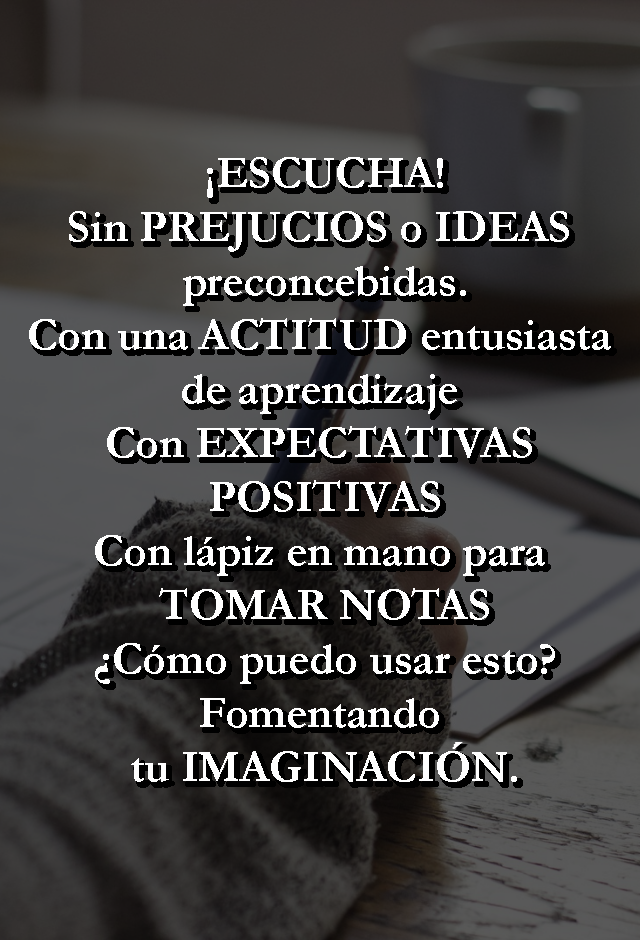 ¡ESCUCHA!
Sin PREJUCIOS o IDEAS
preconcebidas.
Con una ACTITUD entusiasta
de aprendizaje
Con EXPECTATIVAS
POSITIVAS
Con lápiz en mano para
TOMAR NOTAS
¿Cómo puedo usar esto?
Fomentando
tu IMAGINACIÓN.